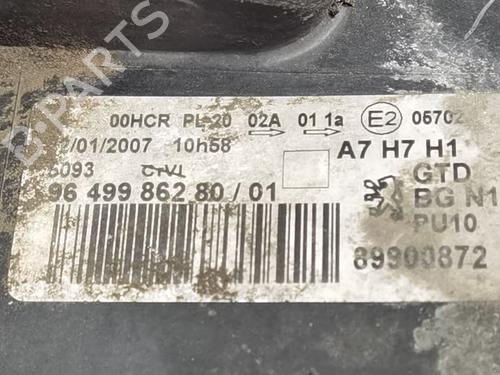 00HCR PL 20 02A 01 1a E2 05702
/01/2007 10h58
A7 H7 H1
5093 CtVl
GTD
96 499 862 80/01
BG N1
PU10
89900872
B-PARTS